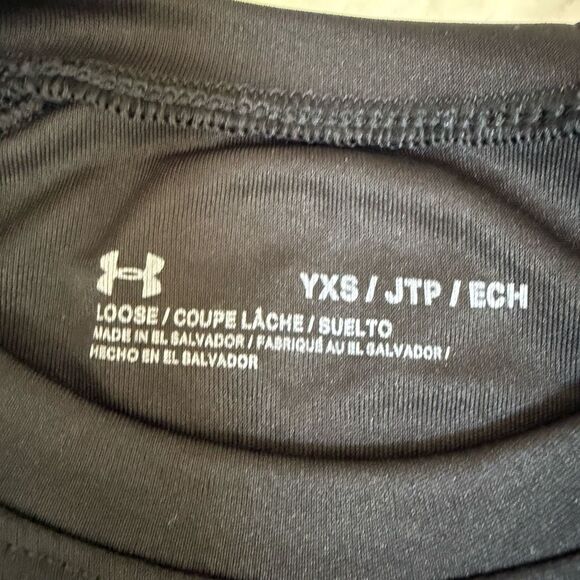 YXS / JTP / ECH
LOOSE / COUPE LÂCHE / SUELTO
MADE IN EL SALVADOR / FABRIQUÉ AU EL SALVADOR /
HECHO EN EL SALVADOR